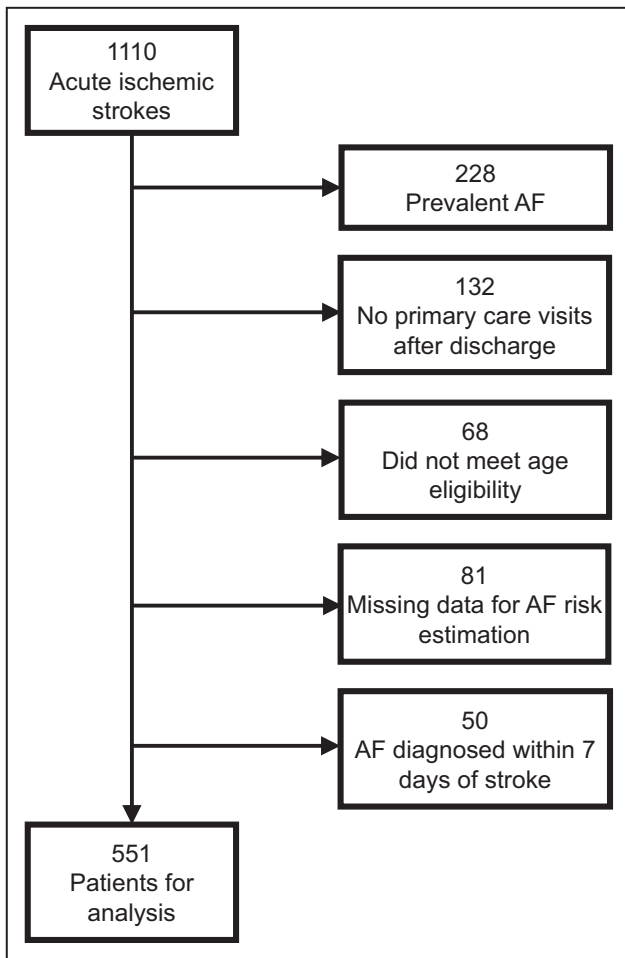 1110
Acute ischemic
strokes
228
Prevalent AF
132
No primary care visits
after discharge
68
Did not meet age
eligibility
81
Missing data for AF risk
estimation
50
AF diagnosed within 7
days of stroke
551
Patients for
analysis